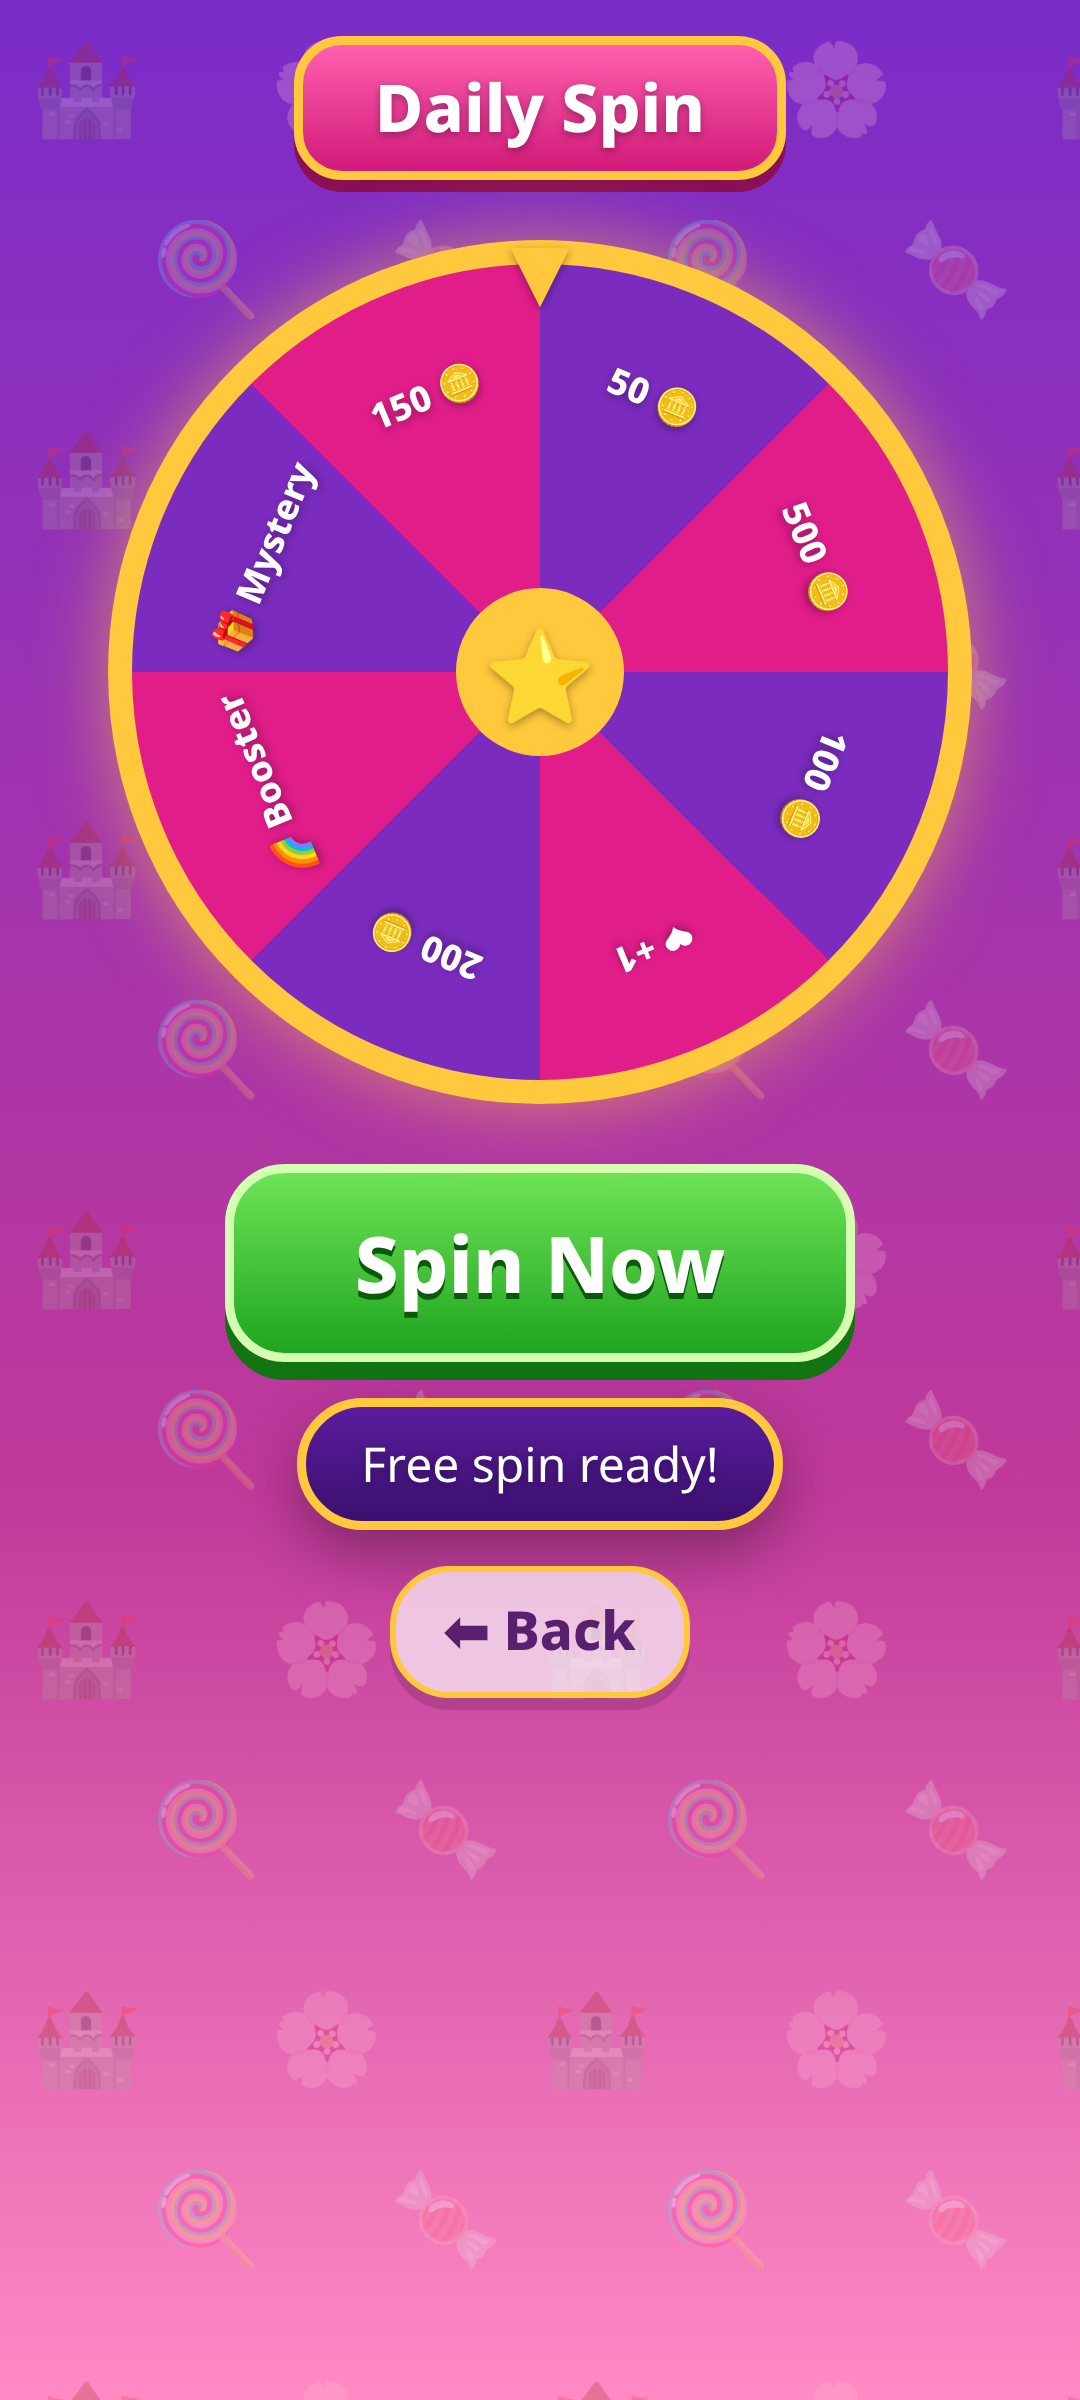 Daily Spin
50 🪙
500 🪙
100 🪙
♥ +1
200 🪙
🌈 Booster
🎁 Mystery
150 🪙
Spin Now
Free spin ready!
⬅ Back